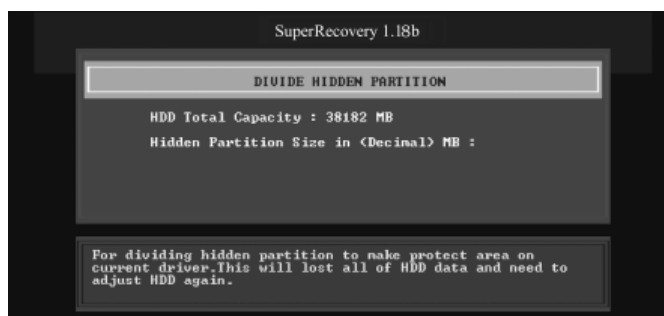 SuperRecovery 1.18b
DIVIDE HIDDEN PARTITION
HDD Total Capacity : 38182 MB
Hidden Partition Size in <Decimal> MB :
For dividing hidden partition to make protect area on
current driver.This will lost all of HDD data and need to
adjust HDD again.